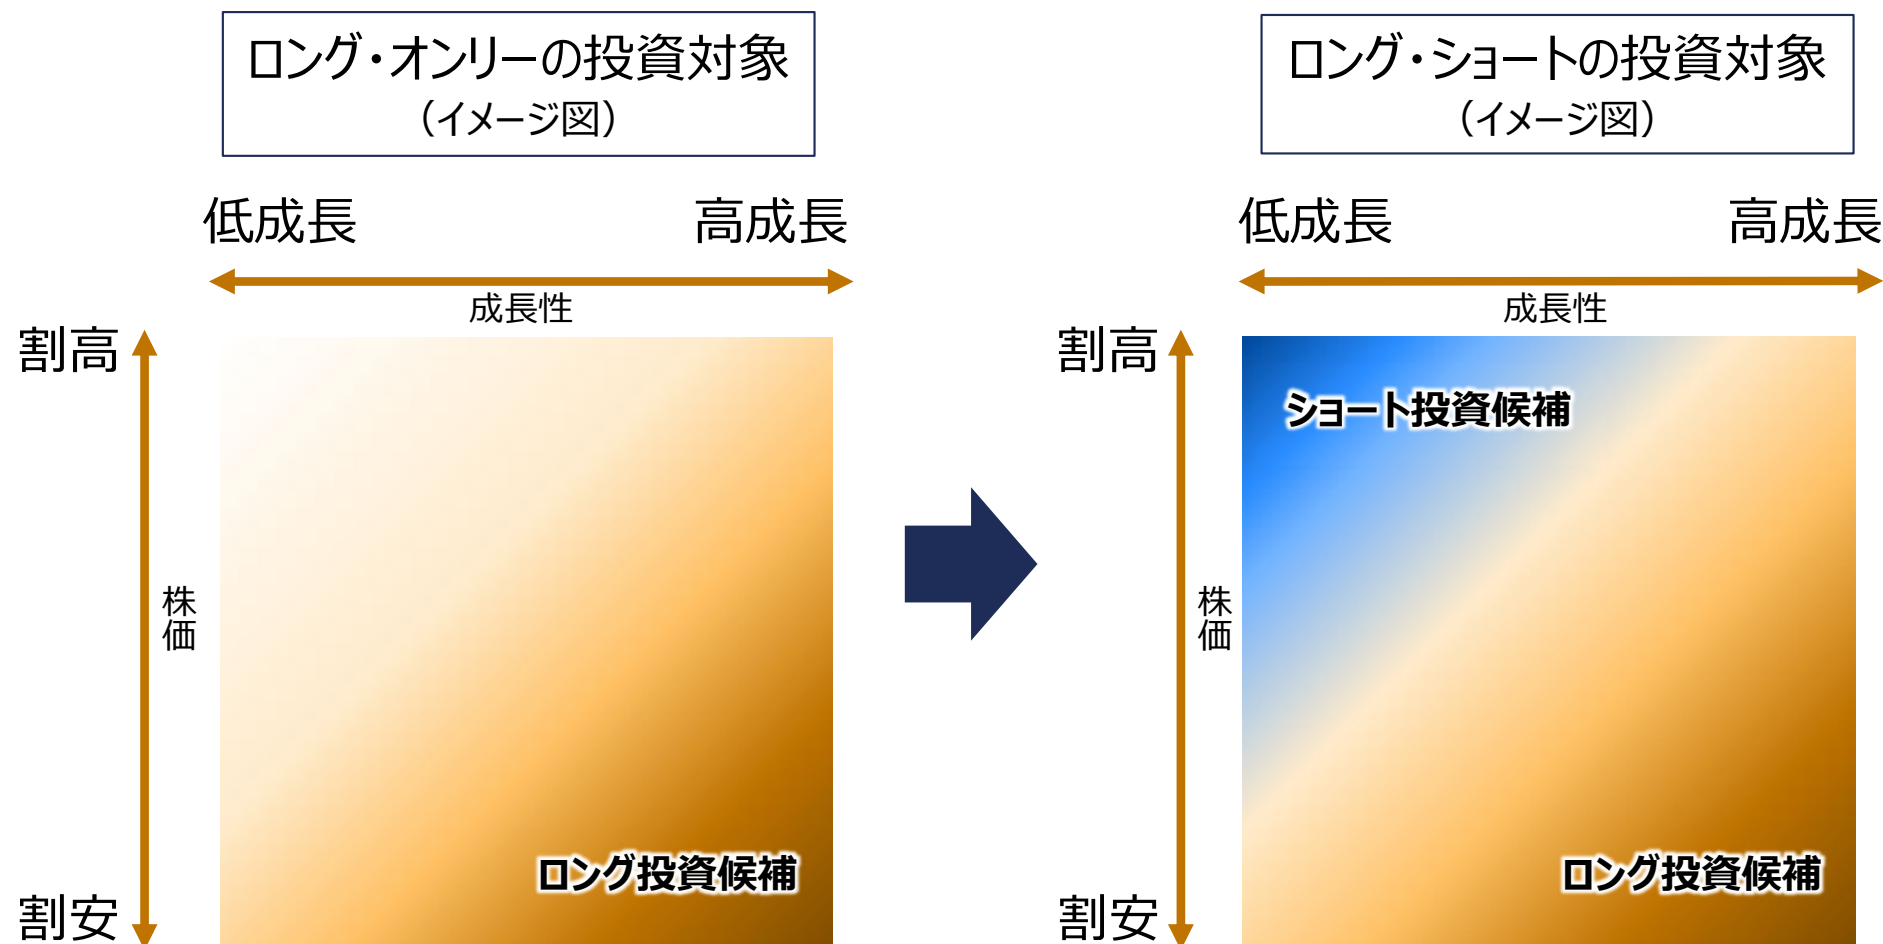 ロング・オンリーの投資対象
（イメージ図）
低成長
高成長
成長性
割高
株価
割安
ロング投資候補
ロング・ショートの投資対象
（イメージ図）
低成長
高成長
成長性
割高
株価
割安
ショート投資候補
ロング投資候補